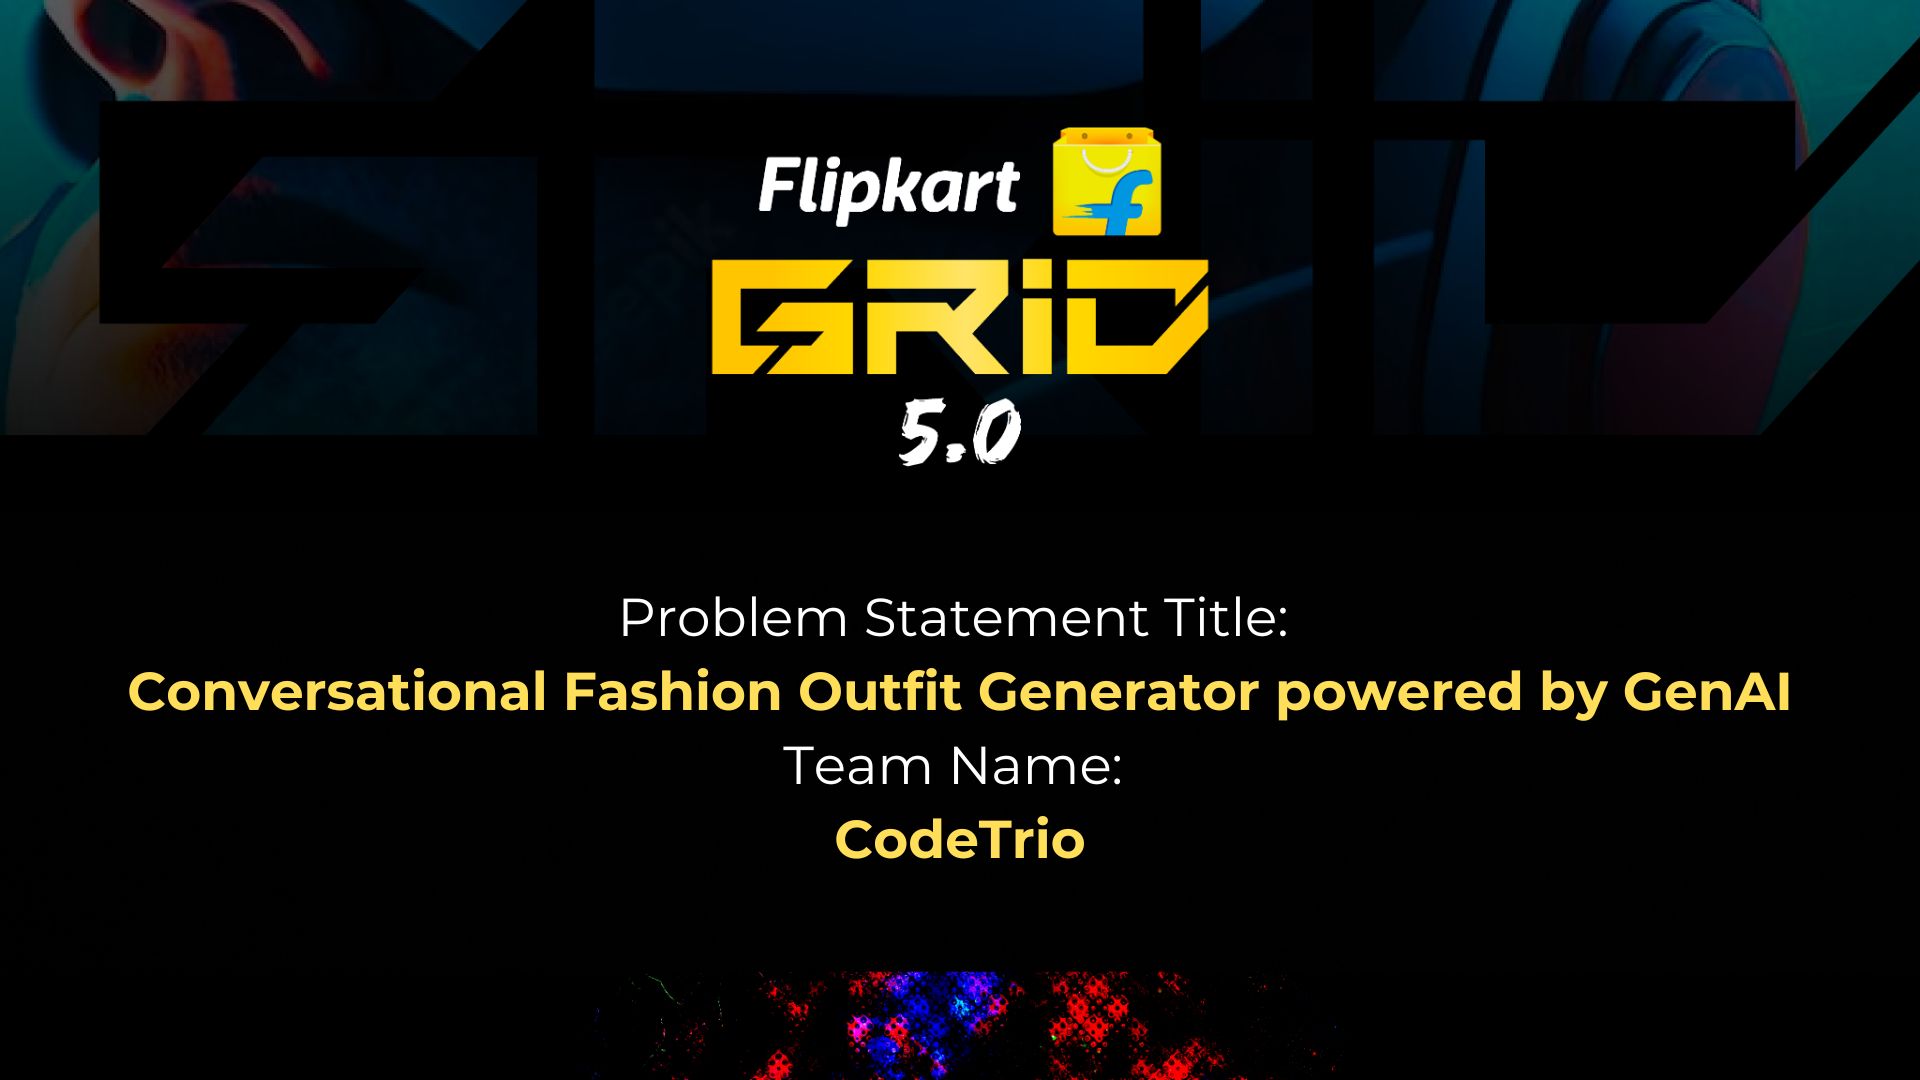 Flipkart
GRiD
5.0
Problem Statement Title:
Conversational Fashion Outfit Generator powered by GenAI
Team Name:
CodeTrio